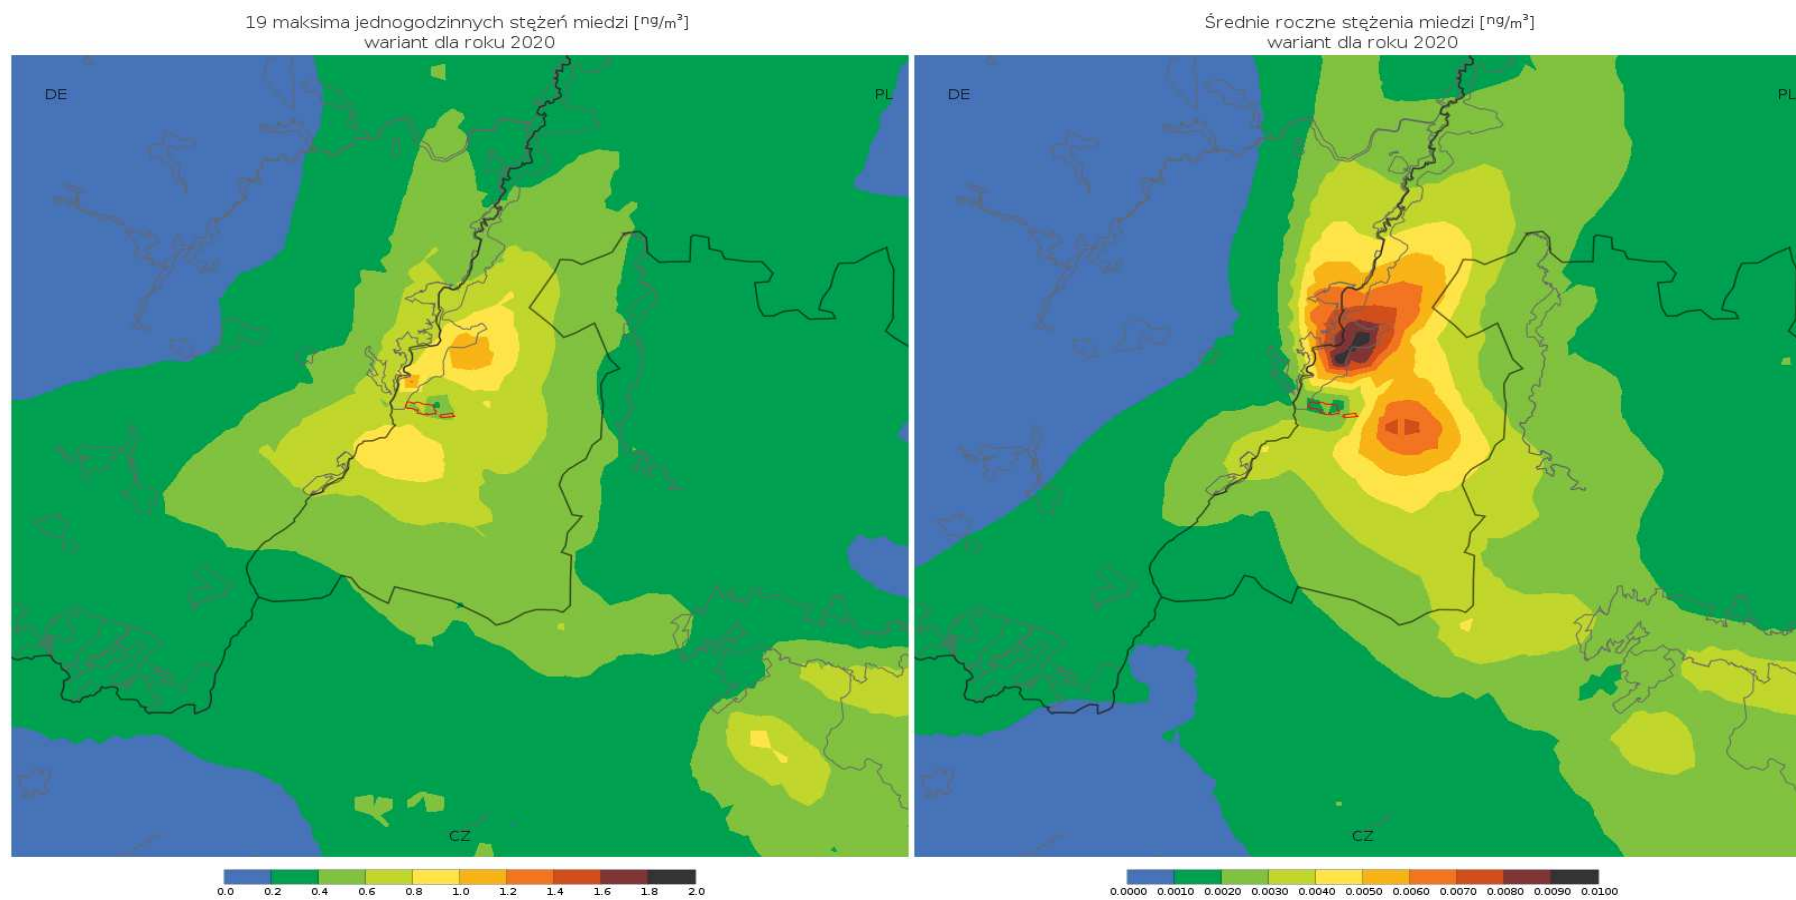 19 maksima jednogodzinnych stężeń miedzi [ng/m³]
wariant dla roku 2020
DE
PL
CZ
0.0 0.2 0.4 0.6 0.8 1.0 1.2 1.4 1.6 1.8 2.0
Średnie roczne stężenia miedzi [ng/m³]
wariant dla roku 2020
DE
PL
CZ
0.0000 0.0010 0.0020 0.0030 0.0040 0.0050 0.0060 0.0070 0.0080 0.0090 0.0100